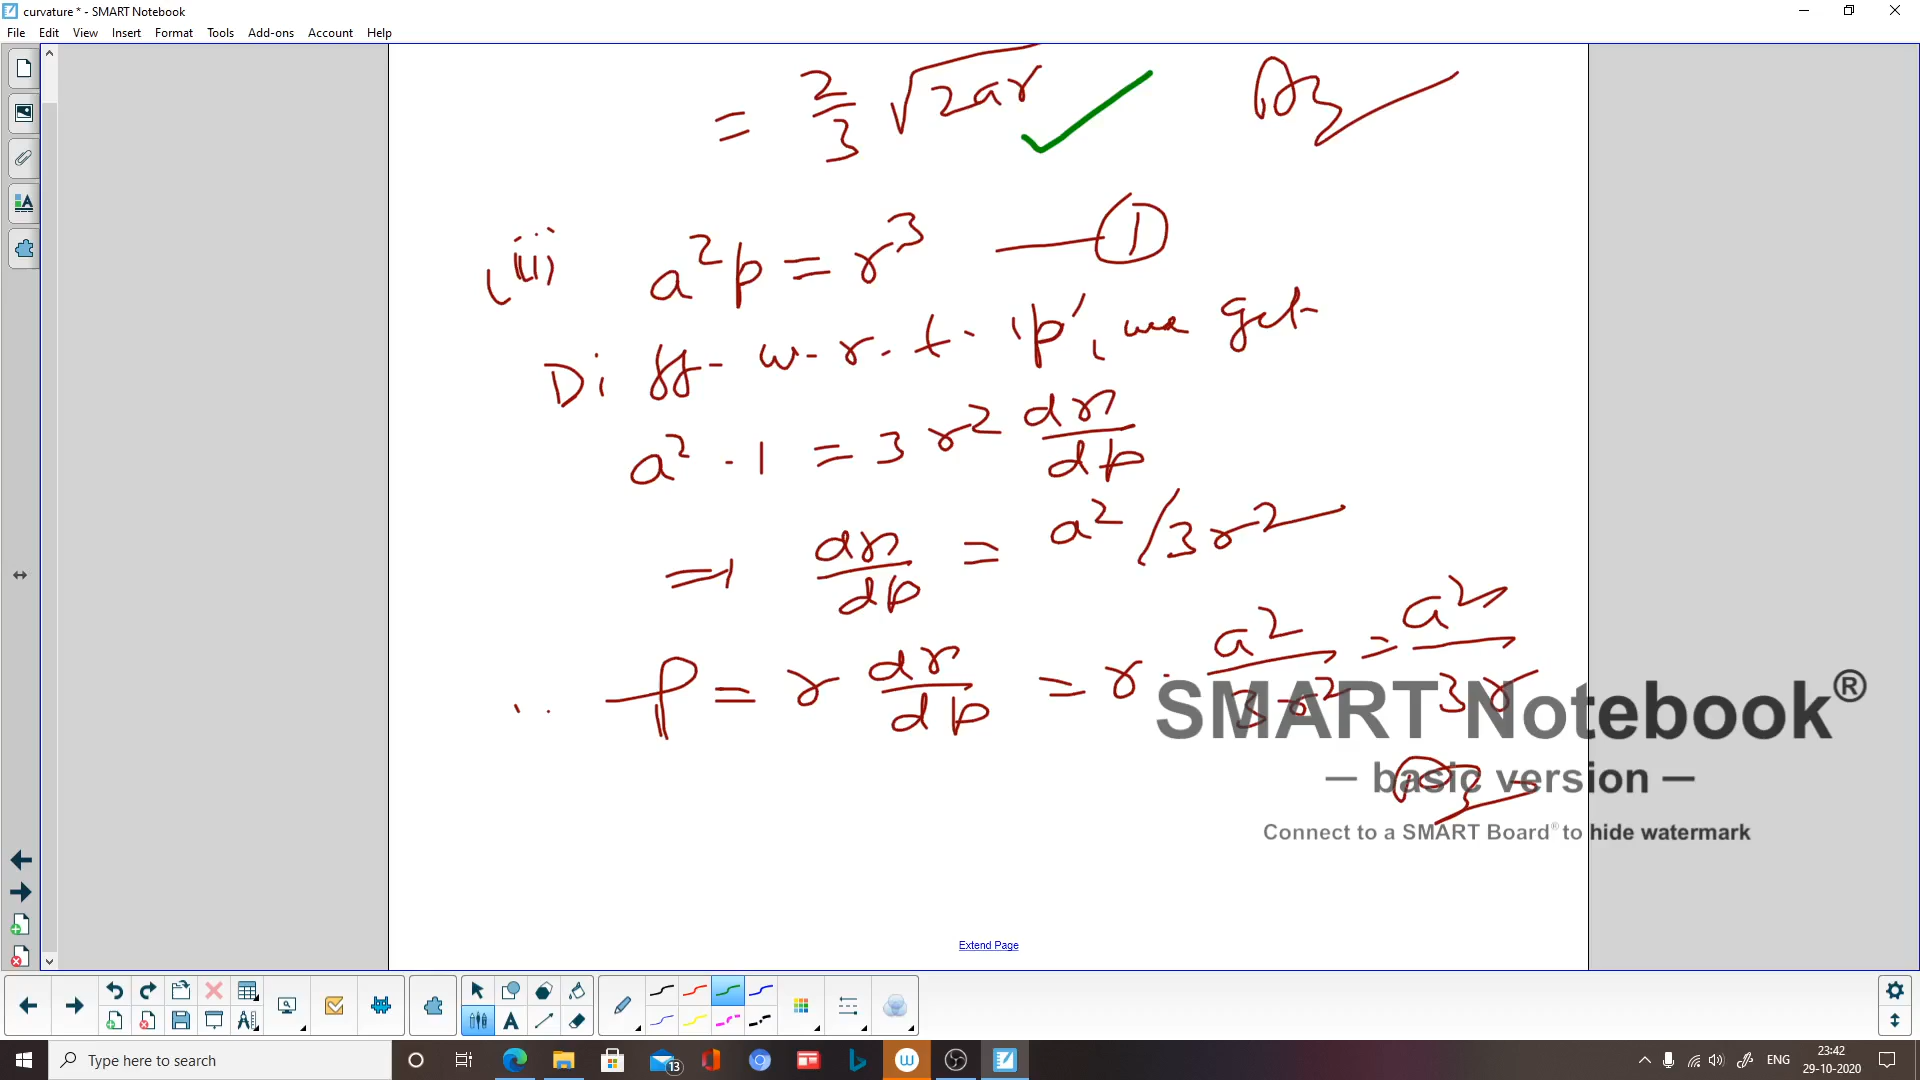 curvature * - SMART Notebook
File Edit View Insert Format Tools Add-ons Account Help
= 2/3 √2ar
(iii) a²p = r³ —— ①
Diff. w.r.t. 'p', we get
a² · 1 = 3r² dr/dp
⇒ dr/dp = a²/3r²
∴ ρ = r dr/dp = r · a²/3r² = a²/3r
SMART Notebook®
— basic version —
Connect to a SMART Board® to hide watermark
Extend Page
Type here to search
13
ENG
23:42
29-10-2020